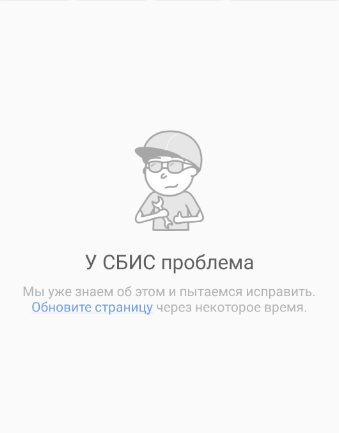 У СБИС проблема
Мы уже знаем об этом и пытаемся исправить.
Обновите страницу через некоторое время.